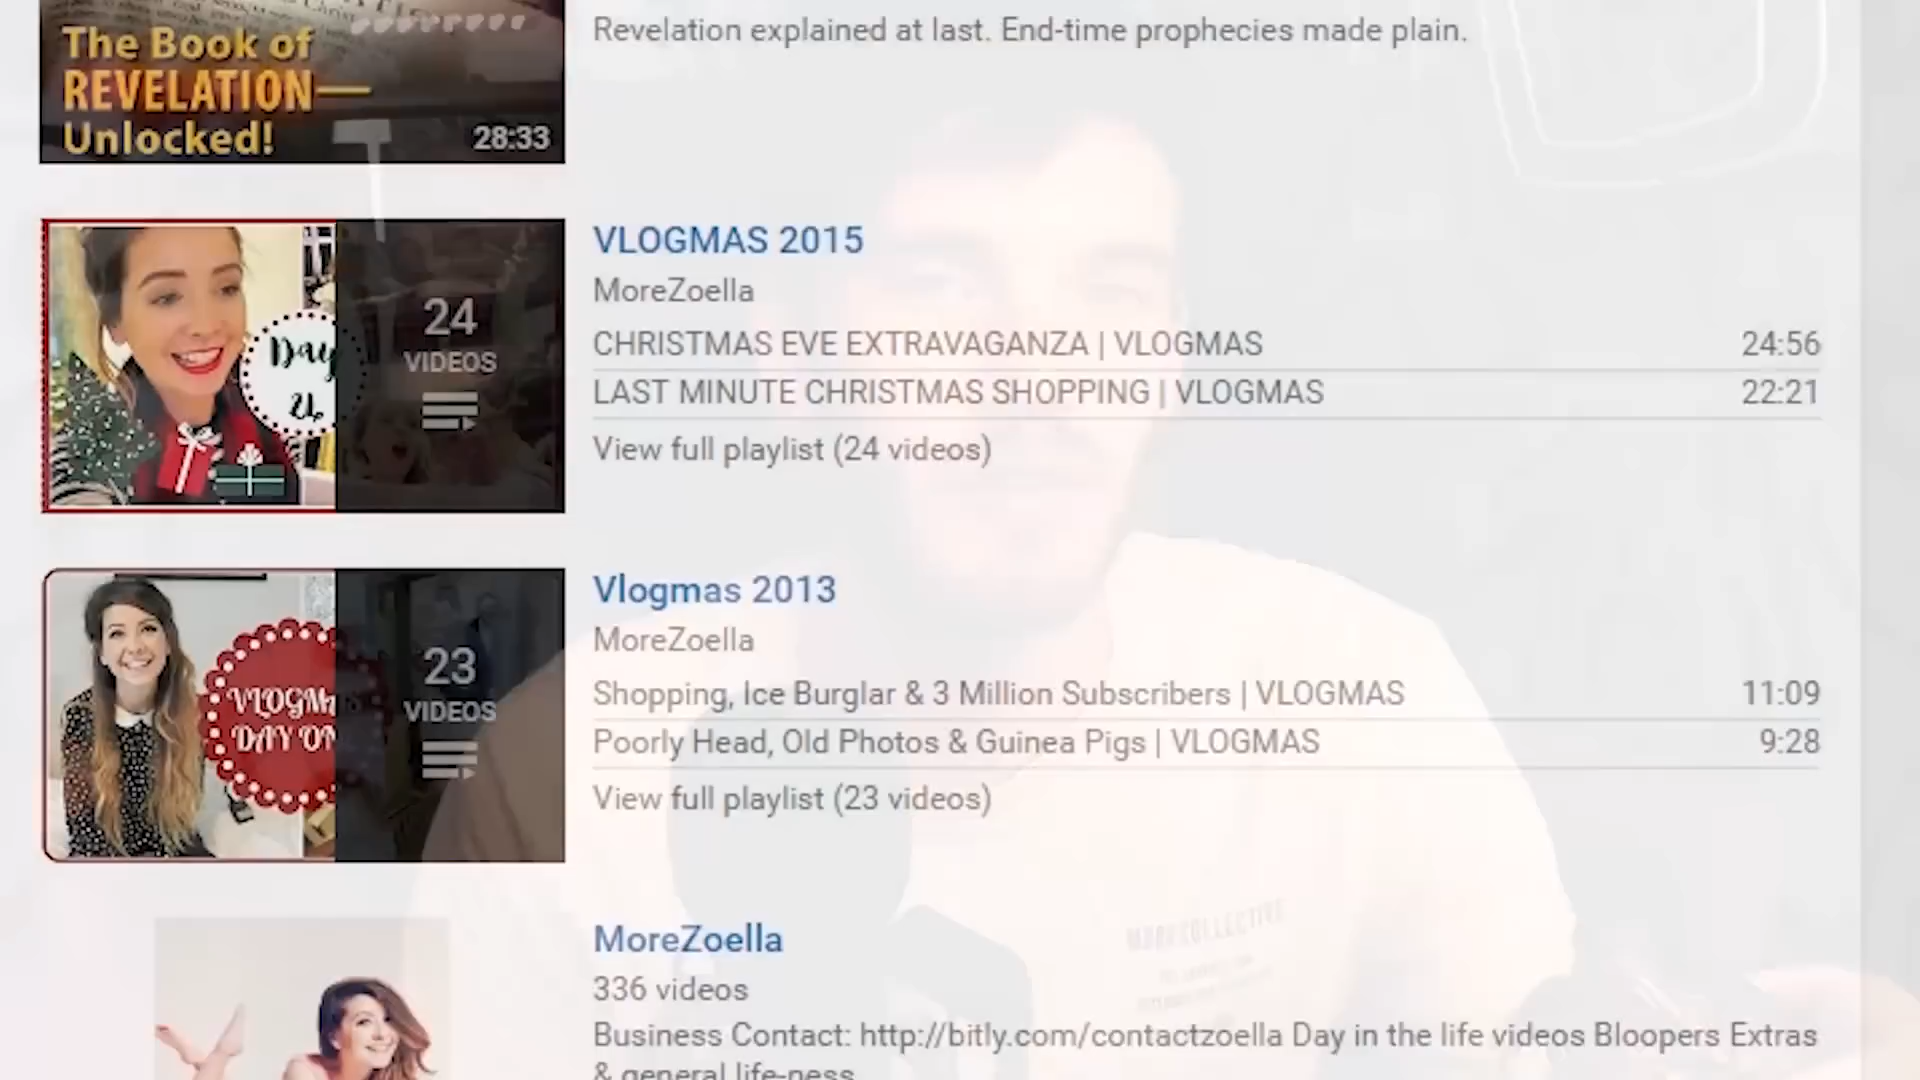 Revelation explained at last. End-time prophecies made plain.
The Book of
REVELATION—
Unlocked!
28:33
VLOGMAS 2015
MoreZoella
CHRISTMAS EVE EXTRAVAGANZA | VLOGMAS 24:56
LAST MINUTE CHRISTMAS SHOPPING | VLOGMAS 22:21
View full playlist (24 videos)
Day
24
VIDEOS
Vlogmas 2013
MoreZoella
Shopping, Ice Burglar & 3 Million Subscribers | VLOGMAS 11:09
Poorly Head, Old Photos & Guinea Pigs | VLOGMAS 9:28
View full playlist (23 videos)
VLOGM
DAY ON
23
VIDEOS
MoreZoella
336 videos
Business Contact: http://bitly.com/contactzoella Day in the life videos Bloopers Extras
& general life-ness